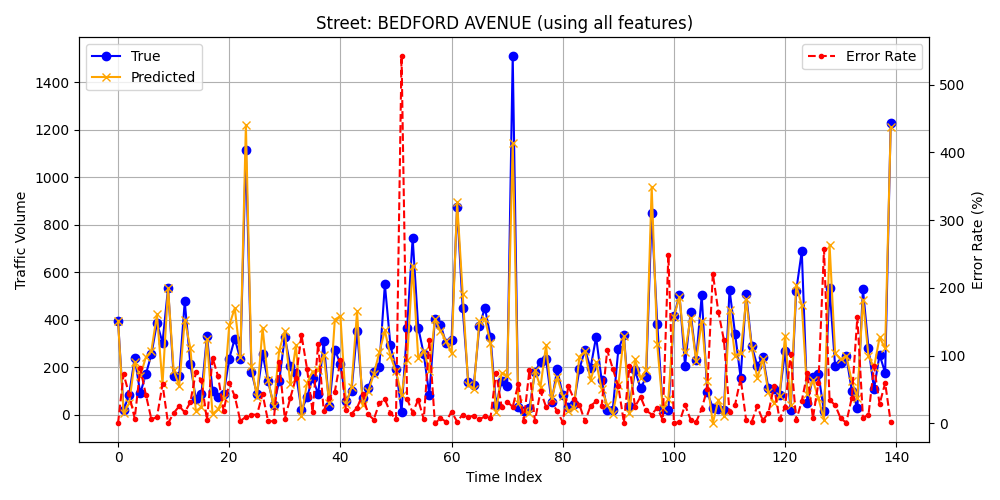 Street: BEDFORD AVENUE (using all features)
True
Predicted
Error Rate
1400
1200
1000
800
600
400
200
0
Traffic Volume
500
400
300
200
100
0
Error Rate (%)
0 20 40 60 80 100 120 140
Time Index